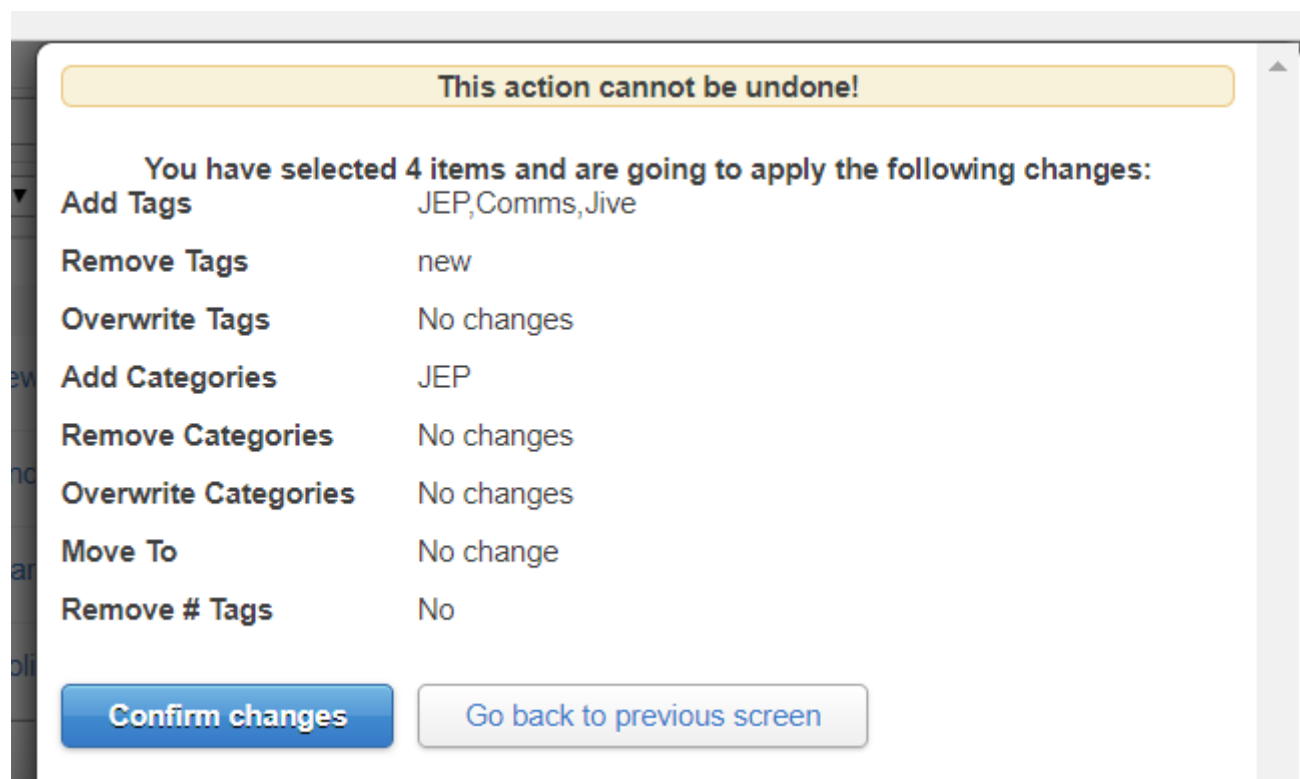 This action cannot be undone!
You have selected 4 items and are going to apply the following changes:
Add Tags JEP,Comms,Jive
Remove Tags new
Overwrite Tags No changes
Add Categories JEP
Remove Categories No changes
Overwrite Categories No changes
Move To No change
Remove # Tags No
Confirm changes Go back to previous screen